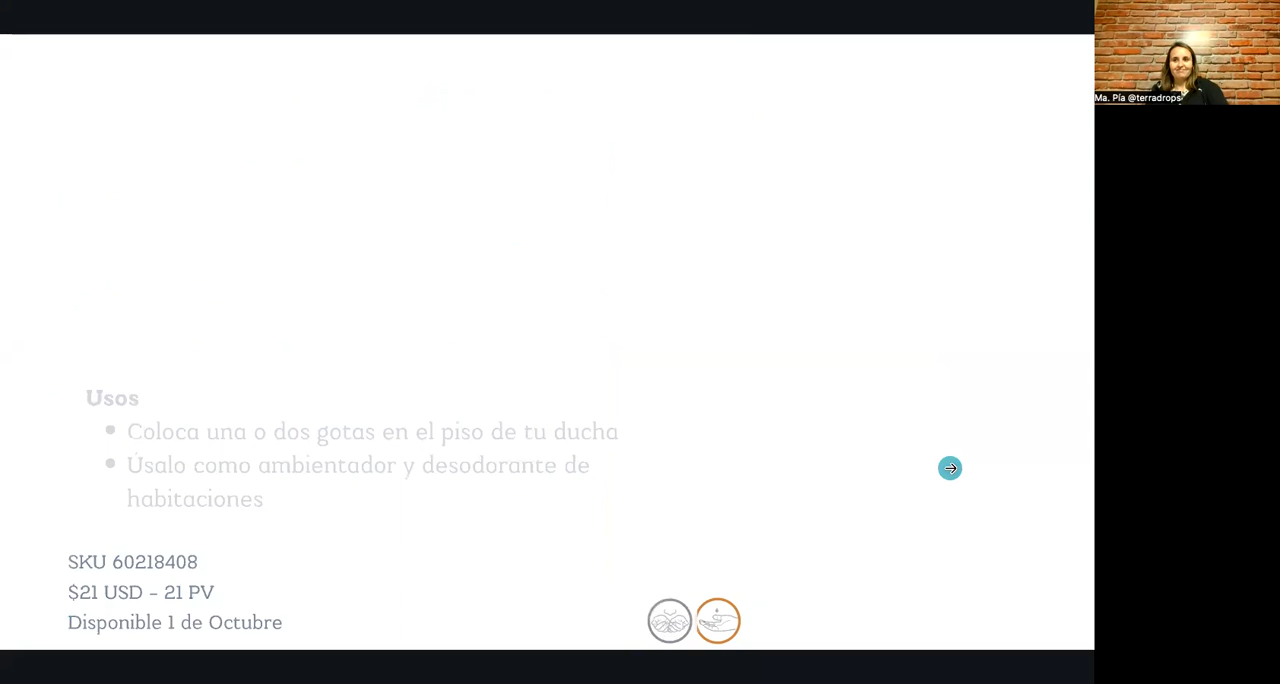 Ma. Pía @terradrops
Usos
Coloca una o dos gotas en el piso de tu ducha
Úsalo como ambientador y desodorante de
habitaciones
SKU 60218408
$21 USD - 21 PV
Disponible 1 de Octubre